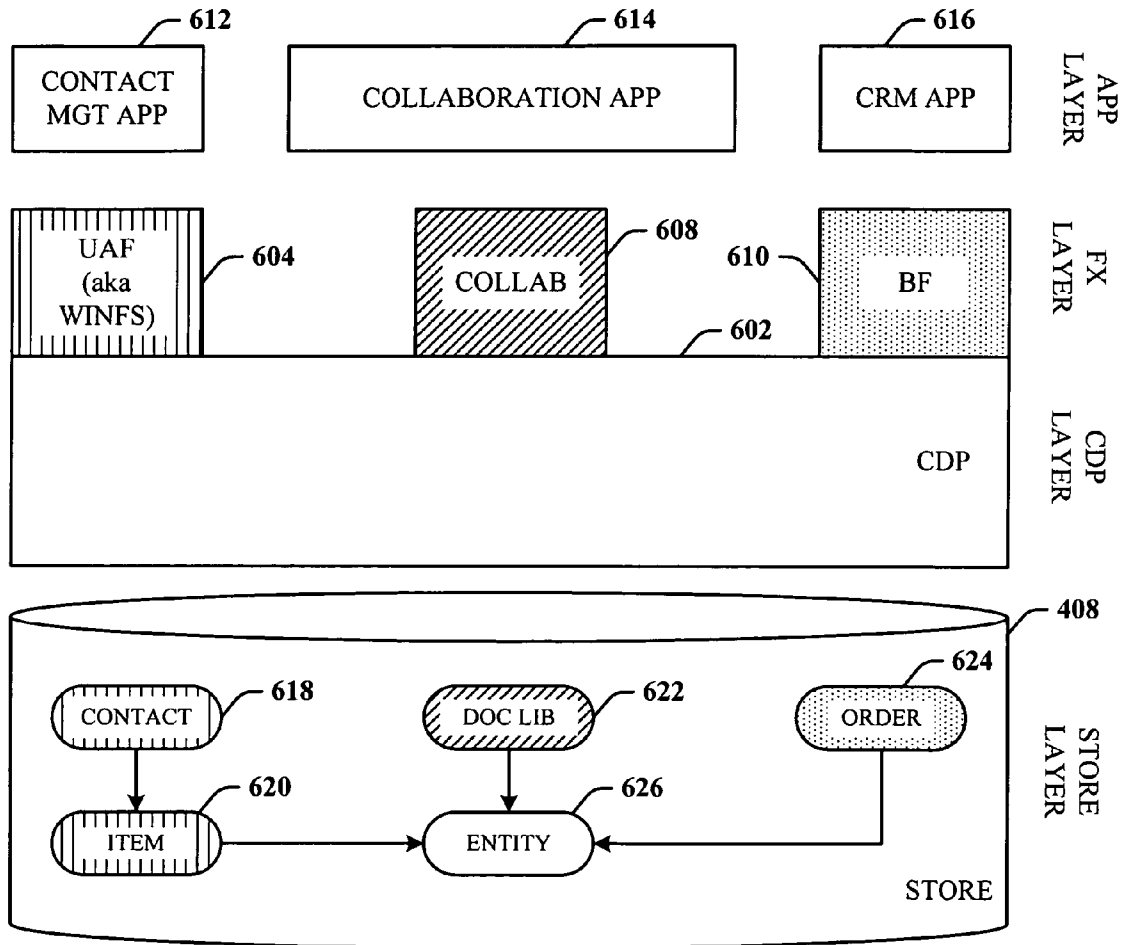 612
614
616
CONTACT
MGT APP
COLLABORATION APP
CRM APP
APP
LAYER
UAF
(aka
WINFS)
604
COLLAB
608
610
BF
FX
LAYER
602
CDP
CDP
LAYER
408
CONTACT
618
DOC LIB
622
ORDER
624
ITEM
620
ENTITY
626
STORE
STORE
LAYER